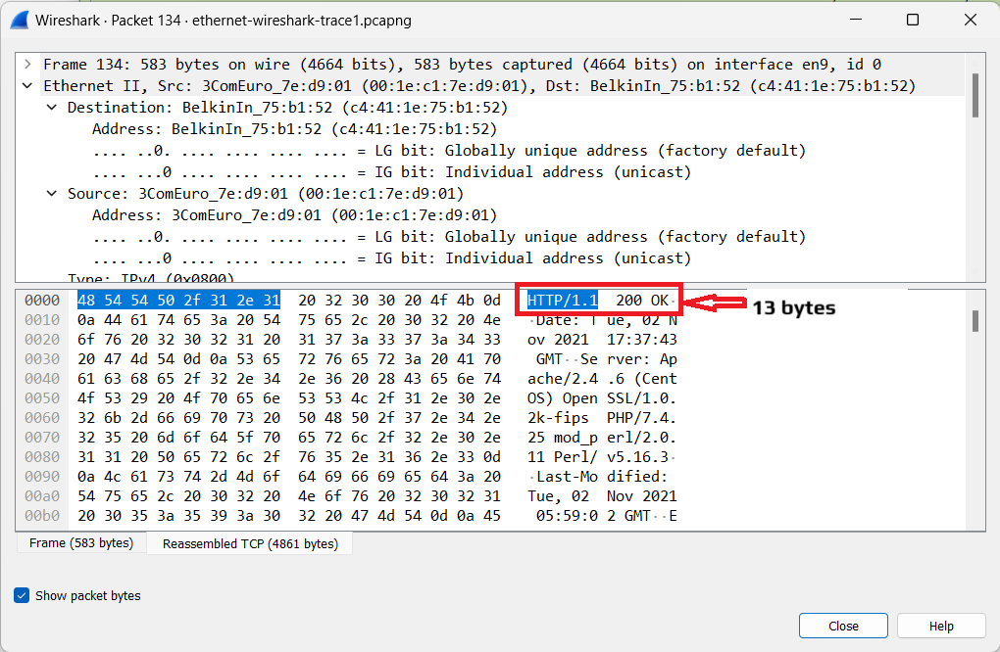 Wireshark · Packet 134 · ethernet-wireshark-trace1.pcapng
Frame 134: 583 bytes on wire (4664 bits), 583 bytes captured (4664 bits) on interface en9, id 0
Ethernet II, Src: 3ComEuro_7e:d9:01 (00:1e:c1:7e:d9:01), Dst: BelkinIn_75:b1:52 (c4:41:1e:75:b1:52)
Destination: BelkinIn_75:b1:52 (c4:41:1e:75:b1:52)
Address: BelkinIn_75:b1:52 (c4:41:1e:75:b1:52)
.... ..0. .... .... .... .... = LG bit: Globally unique address (factory default)
.... ...0 .... .... .... .... = IG bit: Individual address (unicast)
Source: 3ComEuro_7e:d9:01 (00:1e:c1:7e:d9:01)
Address: 3ComEuro_7e:d9:01 (00:1e:c1:7e:d9:01)
.... ..0. .... .... .... .... = LG bit: Globally unique address (factory default)
.... ...0 .... .... .... .... = IG bit: Individual address (unicast)
Type: IPv4 (0x0800)
0000 48 54 54 50 2f 31 2e 31 20 32 30 30 20 4f 4b 0d HTTP/1.1 200 OK· 13 bytes
0010 0a 44 61 74 65 3a 20 54 75 65 2c 20 30 32 20 4e ·Date: T ue, 02 N
0020 6f 76 20 32 30 32 31 20 31 37 3a 33 37 3a 34 33 ov 2021 17:37:43
0030 20 47 4d 54 0d 0a 53 65 72 76 65 72 3a 20 41 70 GMT··Se rver: Ap
0040 61 63 68 65 2f 32 2e 34 2e 36 20 28 43 65 6e 74 ache/2.4 .6 (Cent
0050 4f 53 29 20 4f 70 65 6e 53 53 4c 2f 31 2e 30 2e OS) Open SSL/1.0.
0060 32 6b 2d 66 69 70 73 20 50 48 50 2f 37 2e 34 2e 2k-fips PHP/7.4.
0070 32 35 20 6d 6f 64 5f 70 65 72 6c 2f 32 2e 30 2e 25 mod_p erl/2.0.
0080 31 31 20 50 65 72 6c 2f 76 35 2e 31 36 2e 33 0d 11 Perl/ v5.16.3·
0090 0a 4c 61 73 74 2d 4d 6f 64 69 66 69 65 64 3a 20 ·Last-Mo dified:
00a0 54 75 65 2c 20 30 32 20 4e 6f 76 20 32 30 32 31 Tue, 02 Nov 2021
00b0 20 30 35 3a 35 39 3a 30 32 20 47 4d 54 0d 0a 45 05:59:0 2 GMT··E
Frame (583 bytes) Reassembled TCP (4861 bytes)
Show packet bytes
Close Help